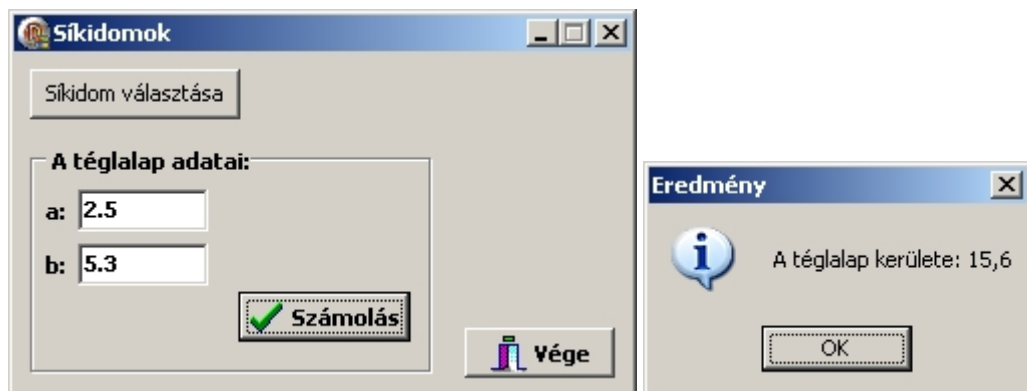 Síkidomok
Síkidom választása
A téglalap adatai:
a: 2.5
b: 5.3
Számolás
Vége
Eredmény
A téglalap kerülete: 15,6
OK